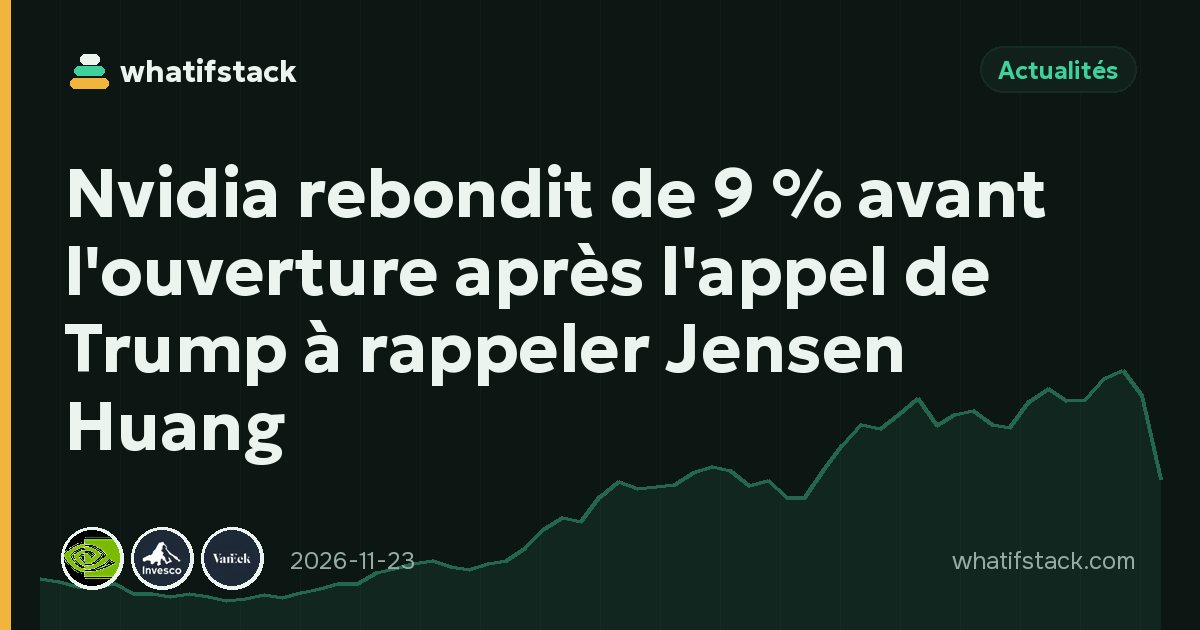 whatifstack
Actualités
Nvidia rebondit de 9 % avant
l'ouverture après l'appel de
Trump à rappeler Jensen
Huang
Invesco
VanEck
2026-11-23
whatifstack.com